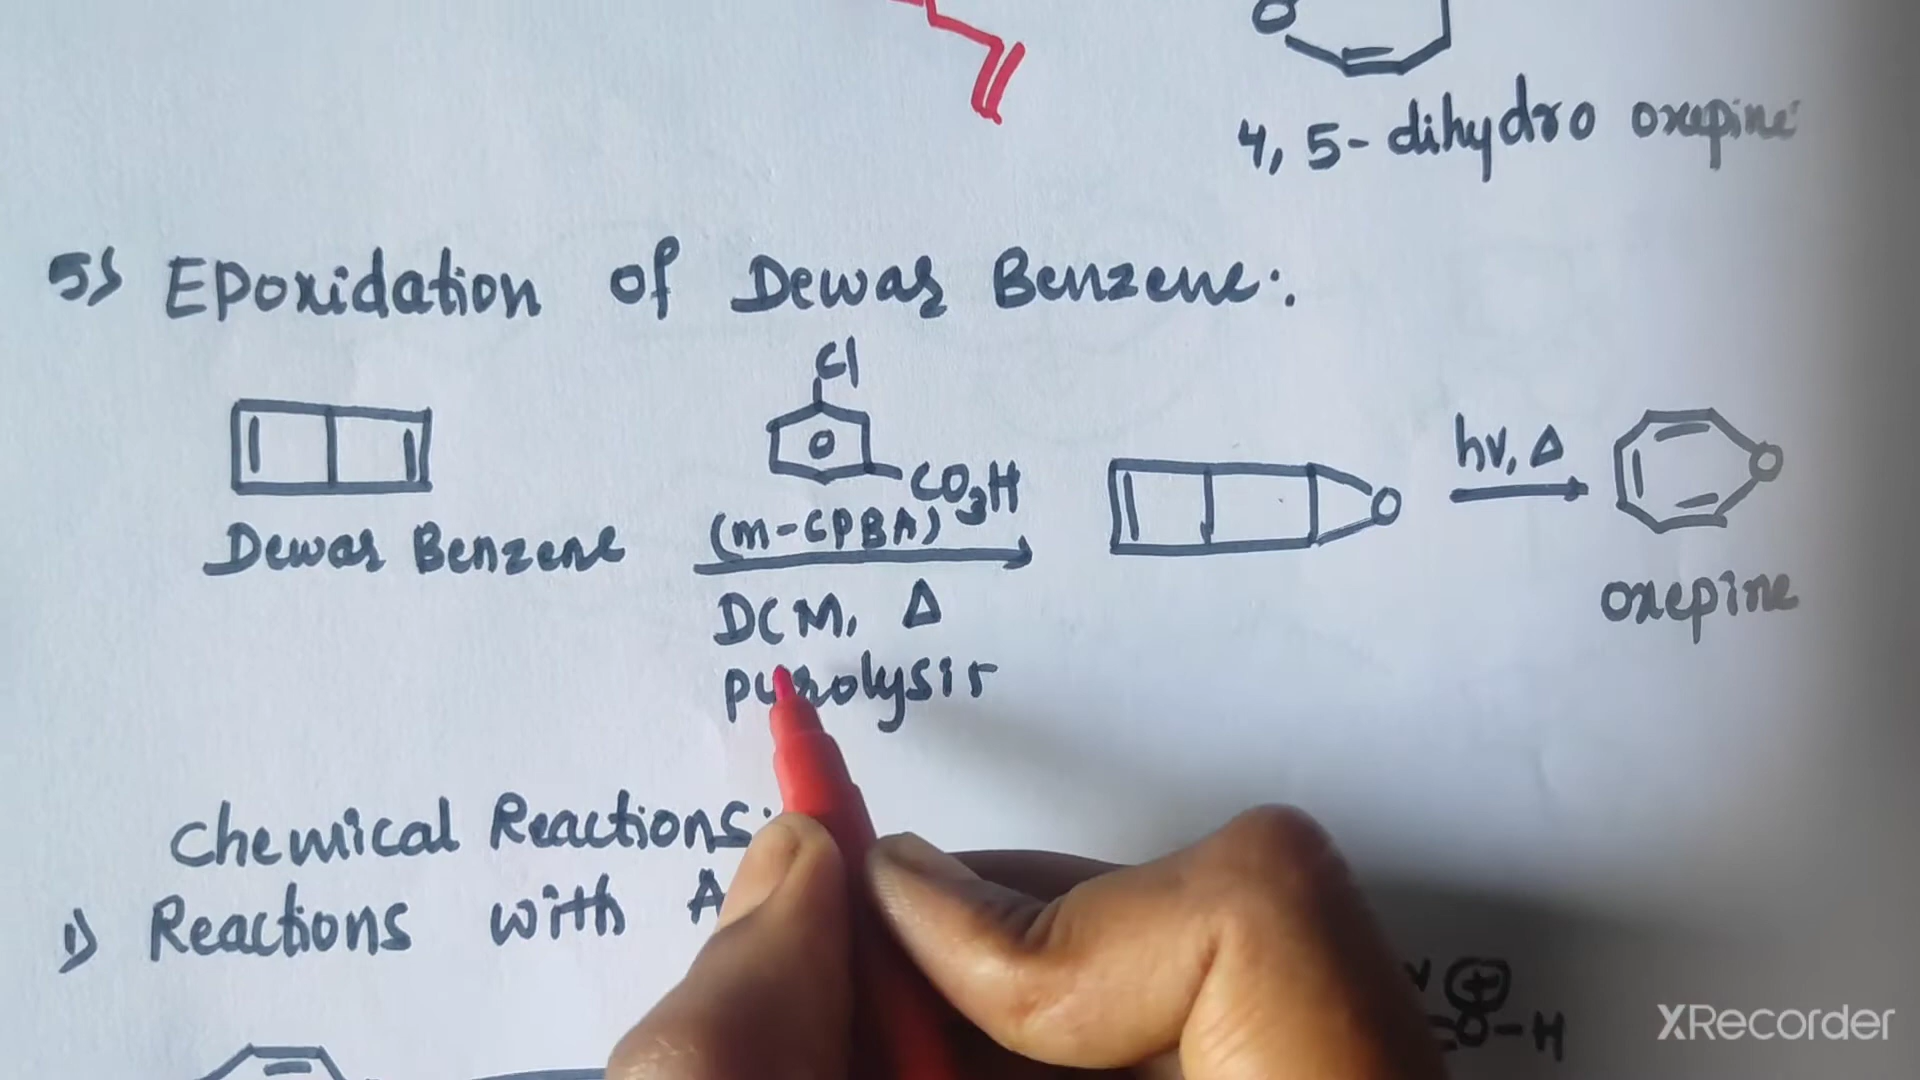 O
4, 5- dihydro oxepine
5) Epoxidation of Dewar Benzene:.
Cl
CO3H
(m-CPBA)
hν, Δ
O
O
Dewar Benzene
DCM, Δ
oxepine
pyrolysis
Chemical Reactions:
1) Reactions with A
O-H
XRecorder